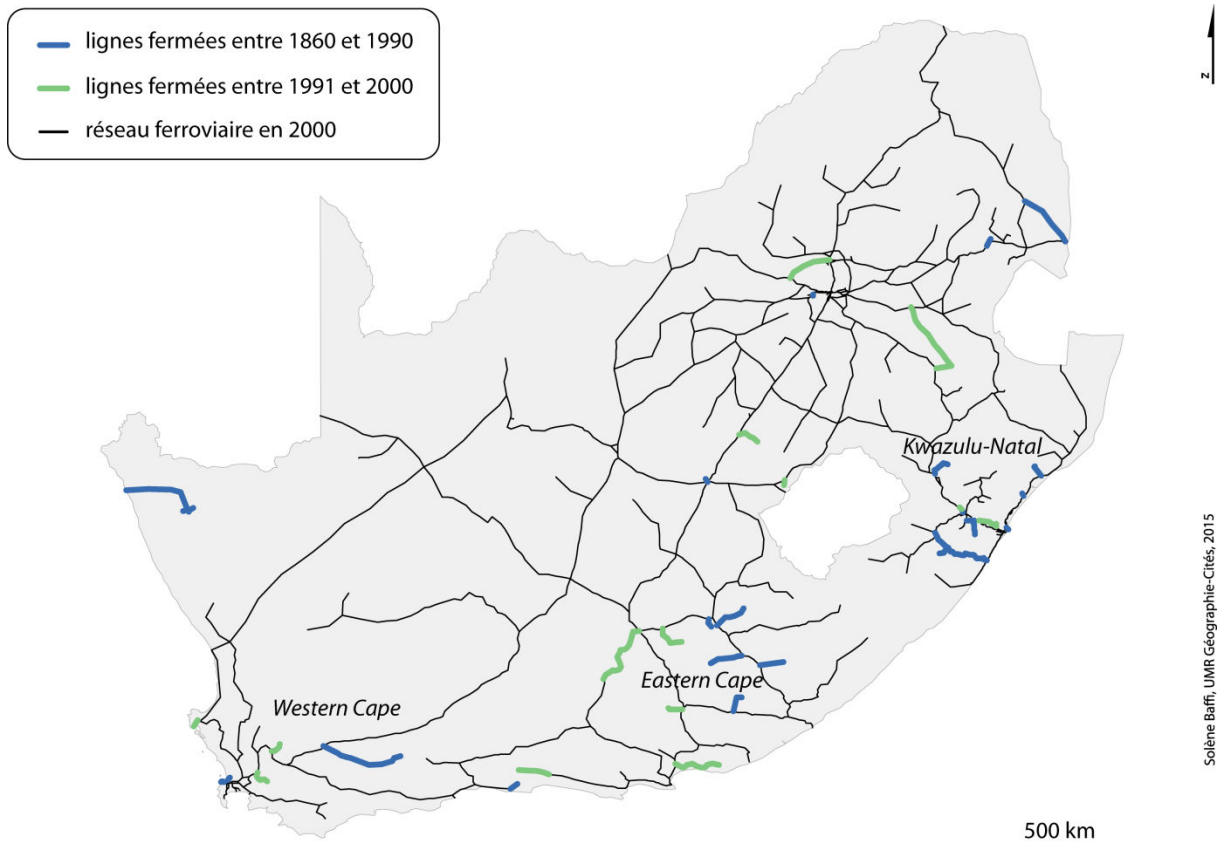 lignes fermées entre 1860 et 1990
lignes fermées entre 1991 et 2000
réseau ferroviaire en 2000
z
Kwazulu-Natal
Eastern Cape
Western Cape
500 km
Solène Baffi, UMR Géographie-Cités, 2015